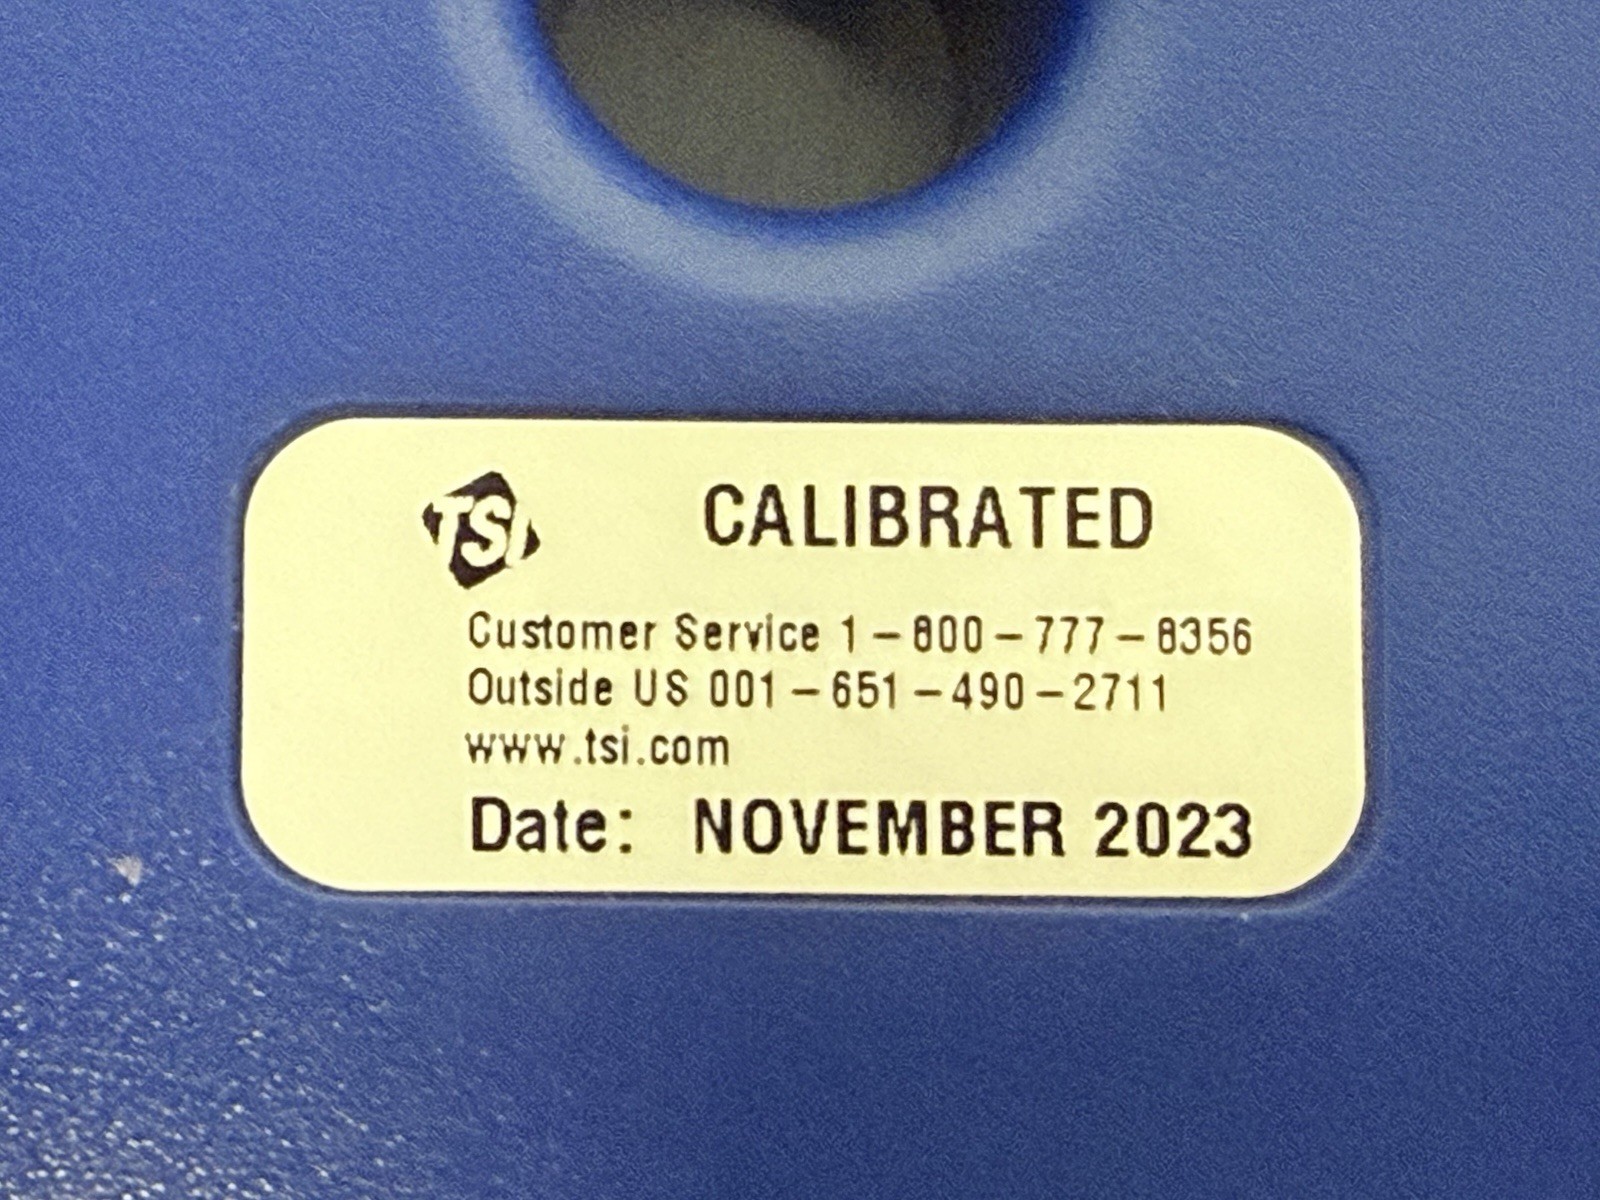 TSI CALIBRATED
Customer Service 1-800-777-8356
Outside US 001-651-490-2711
www.tsi.com
Date: NOVEMBER 2023